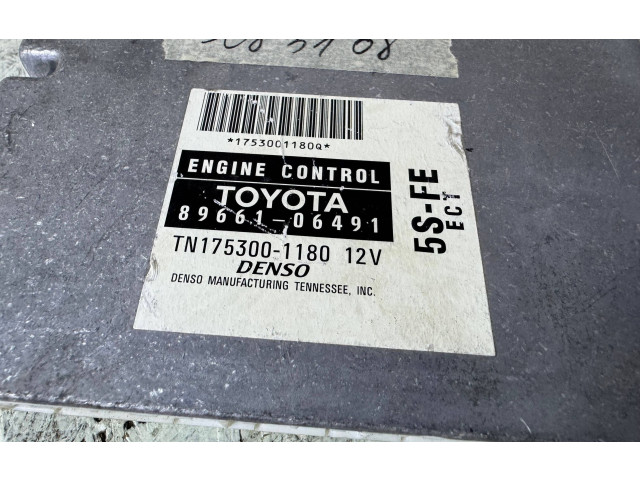 *1753001180Q*
ENGINE CONTROL
TOYOTA
89661-06491
TN175300-1180 12V
DENSO
DENSO MANUFACTURING TENNESSEE, INC.
5S-FE
ECT